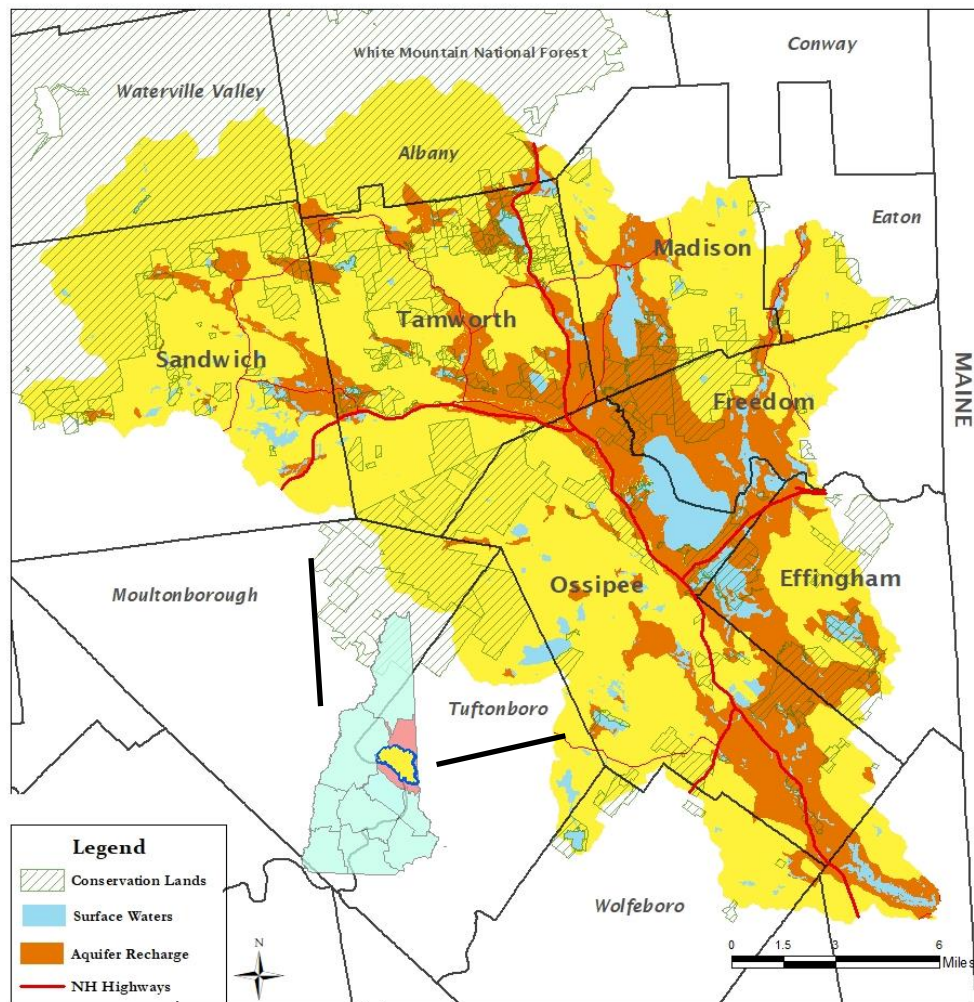 Conway
White Mountain National Forest
Waterville Valley
Albany
Eaton
Madison
Tamworth
Sandwich
Freedom
MAINE
Effingham
Ossipee
Moultonborough
Tuftonboro
Wolfeboro
Legend
Conservation Lands
Surface Waters
Aquifer Recharge
NH Highways
N
0 1.5 3 6
Miles